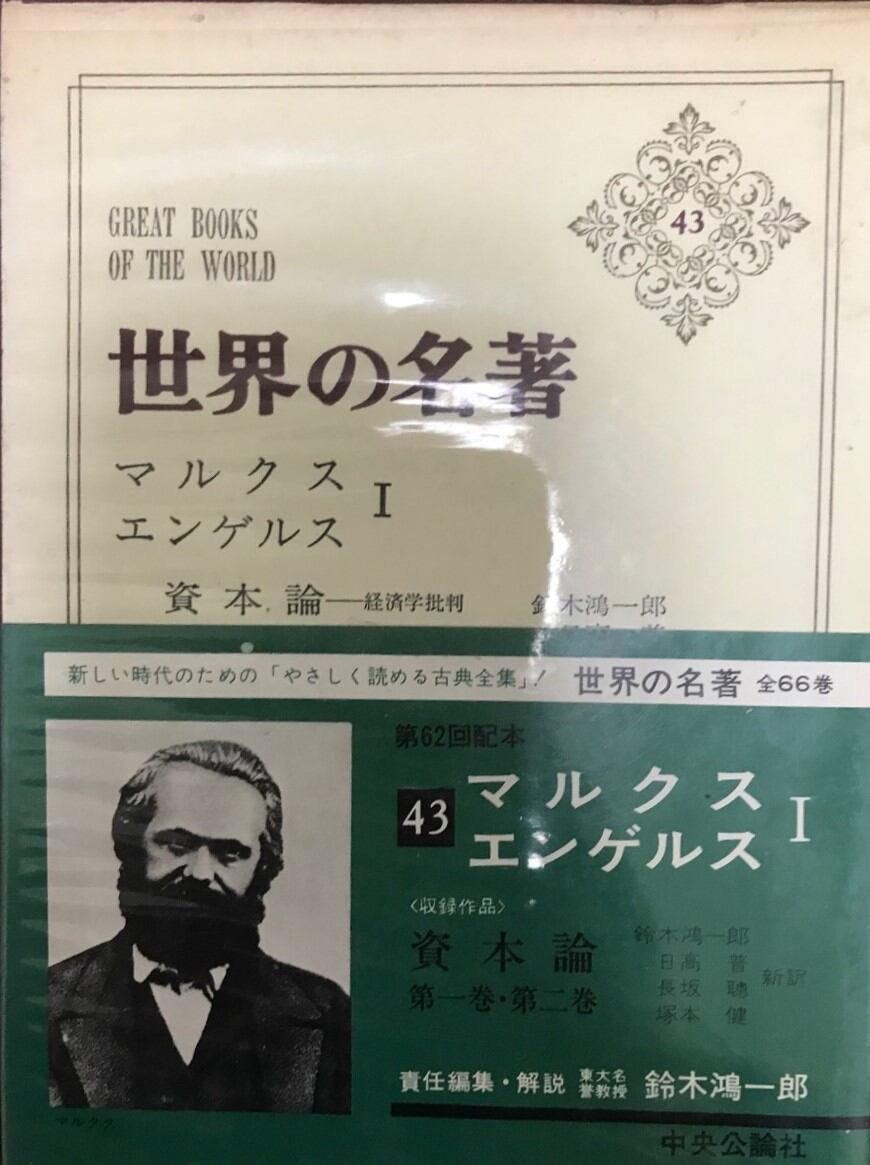 43
GREAT BOOKS
OF THE WORLD
世界の名著
マルクス
エンゲルス I
資本論──経済学批判 鈴木鴻一郎
新しい時代のための「やさしく読める古典全集」! 世界の名著 全66巻
第62回配本
43 マルクス
エンゲルス I
〈収録作品〉
資本論
第一巻・第二巻
鈴木鴻一郎
日高 普
長坂 聰
塚本 健
新訳
責任編集・解説 東大名誉教授 鈴木鴻一郎
マルクス
中央公論社